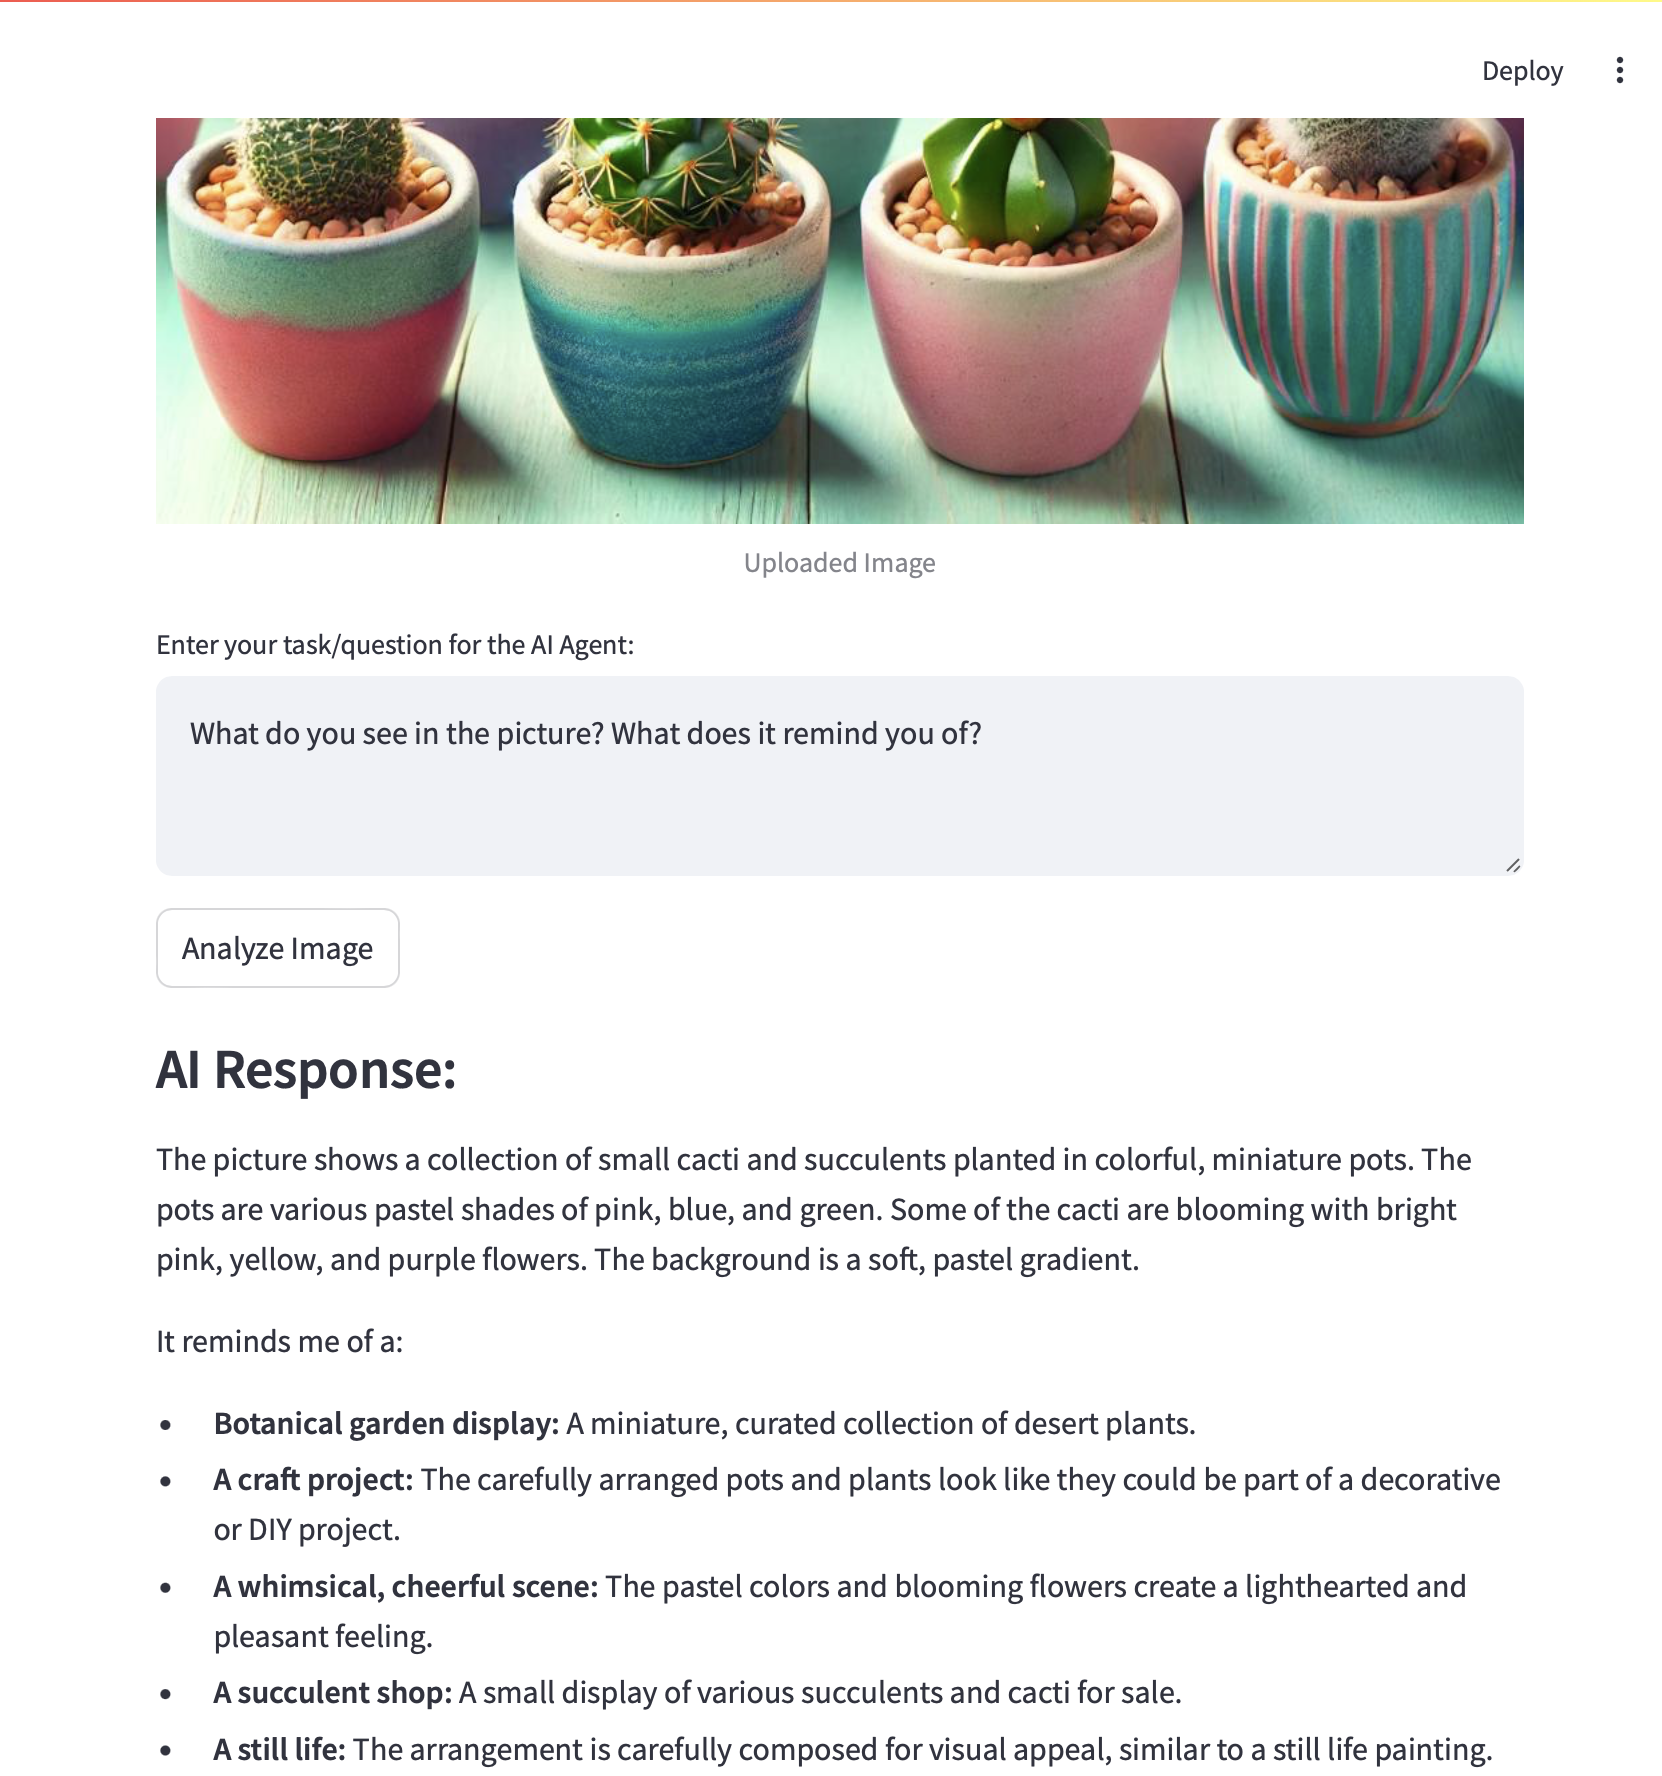 Deploy
Uploaded Image
Enter your task/question for the AI Agent:
What do you see in the picture? What does it remind you of?
Analyze Image
AI Response:
The picture shows a collection of small cacti and succulents planted in colorful, miniature pots. The
pots are various pastel shades of pink, blue, and green. Some of the cacti are blooming with bright
pink, yellow, and purple flowers. The background is a soft, pastel gradient.
It reminds me of a:
• Botanical garden display: A miniature, curated collection of desert plants.
• A craft project: The carefully arranged pots and plants look like they could be part of a decorative
or DIY project.
• A whimsical, cheerful scene: The pastel colors and blooming flowers create a lighthearted and
pleasant feeling.
• A succulent shop: A small display of various succulents and cacti for sale.
• A still life: The arrangement is carefully composed for visual appeal, similar to a still life painting.